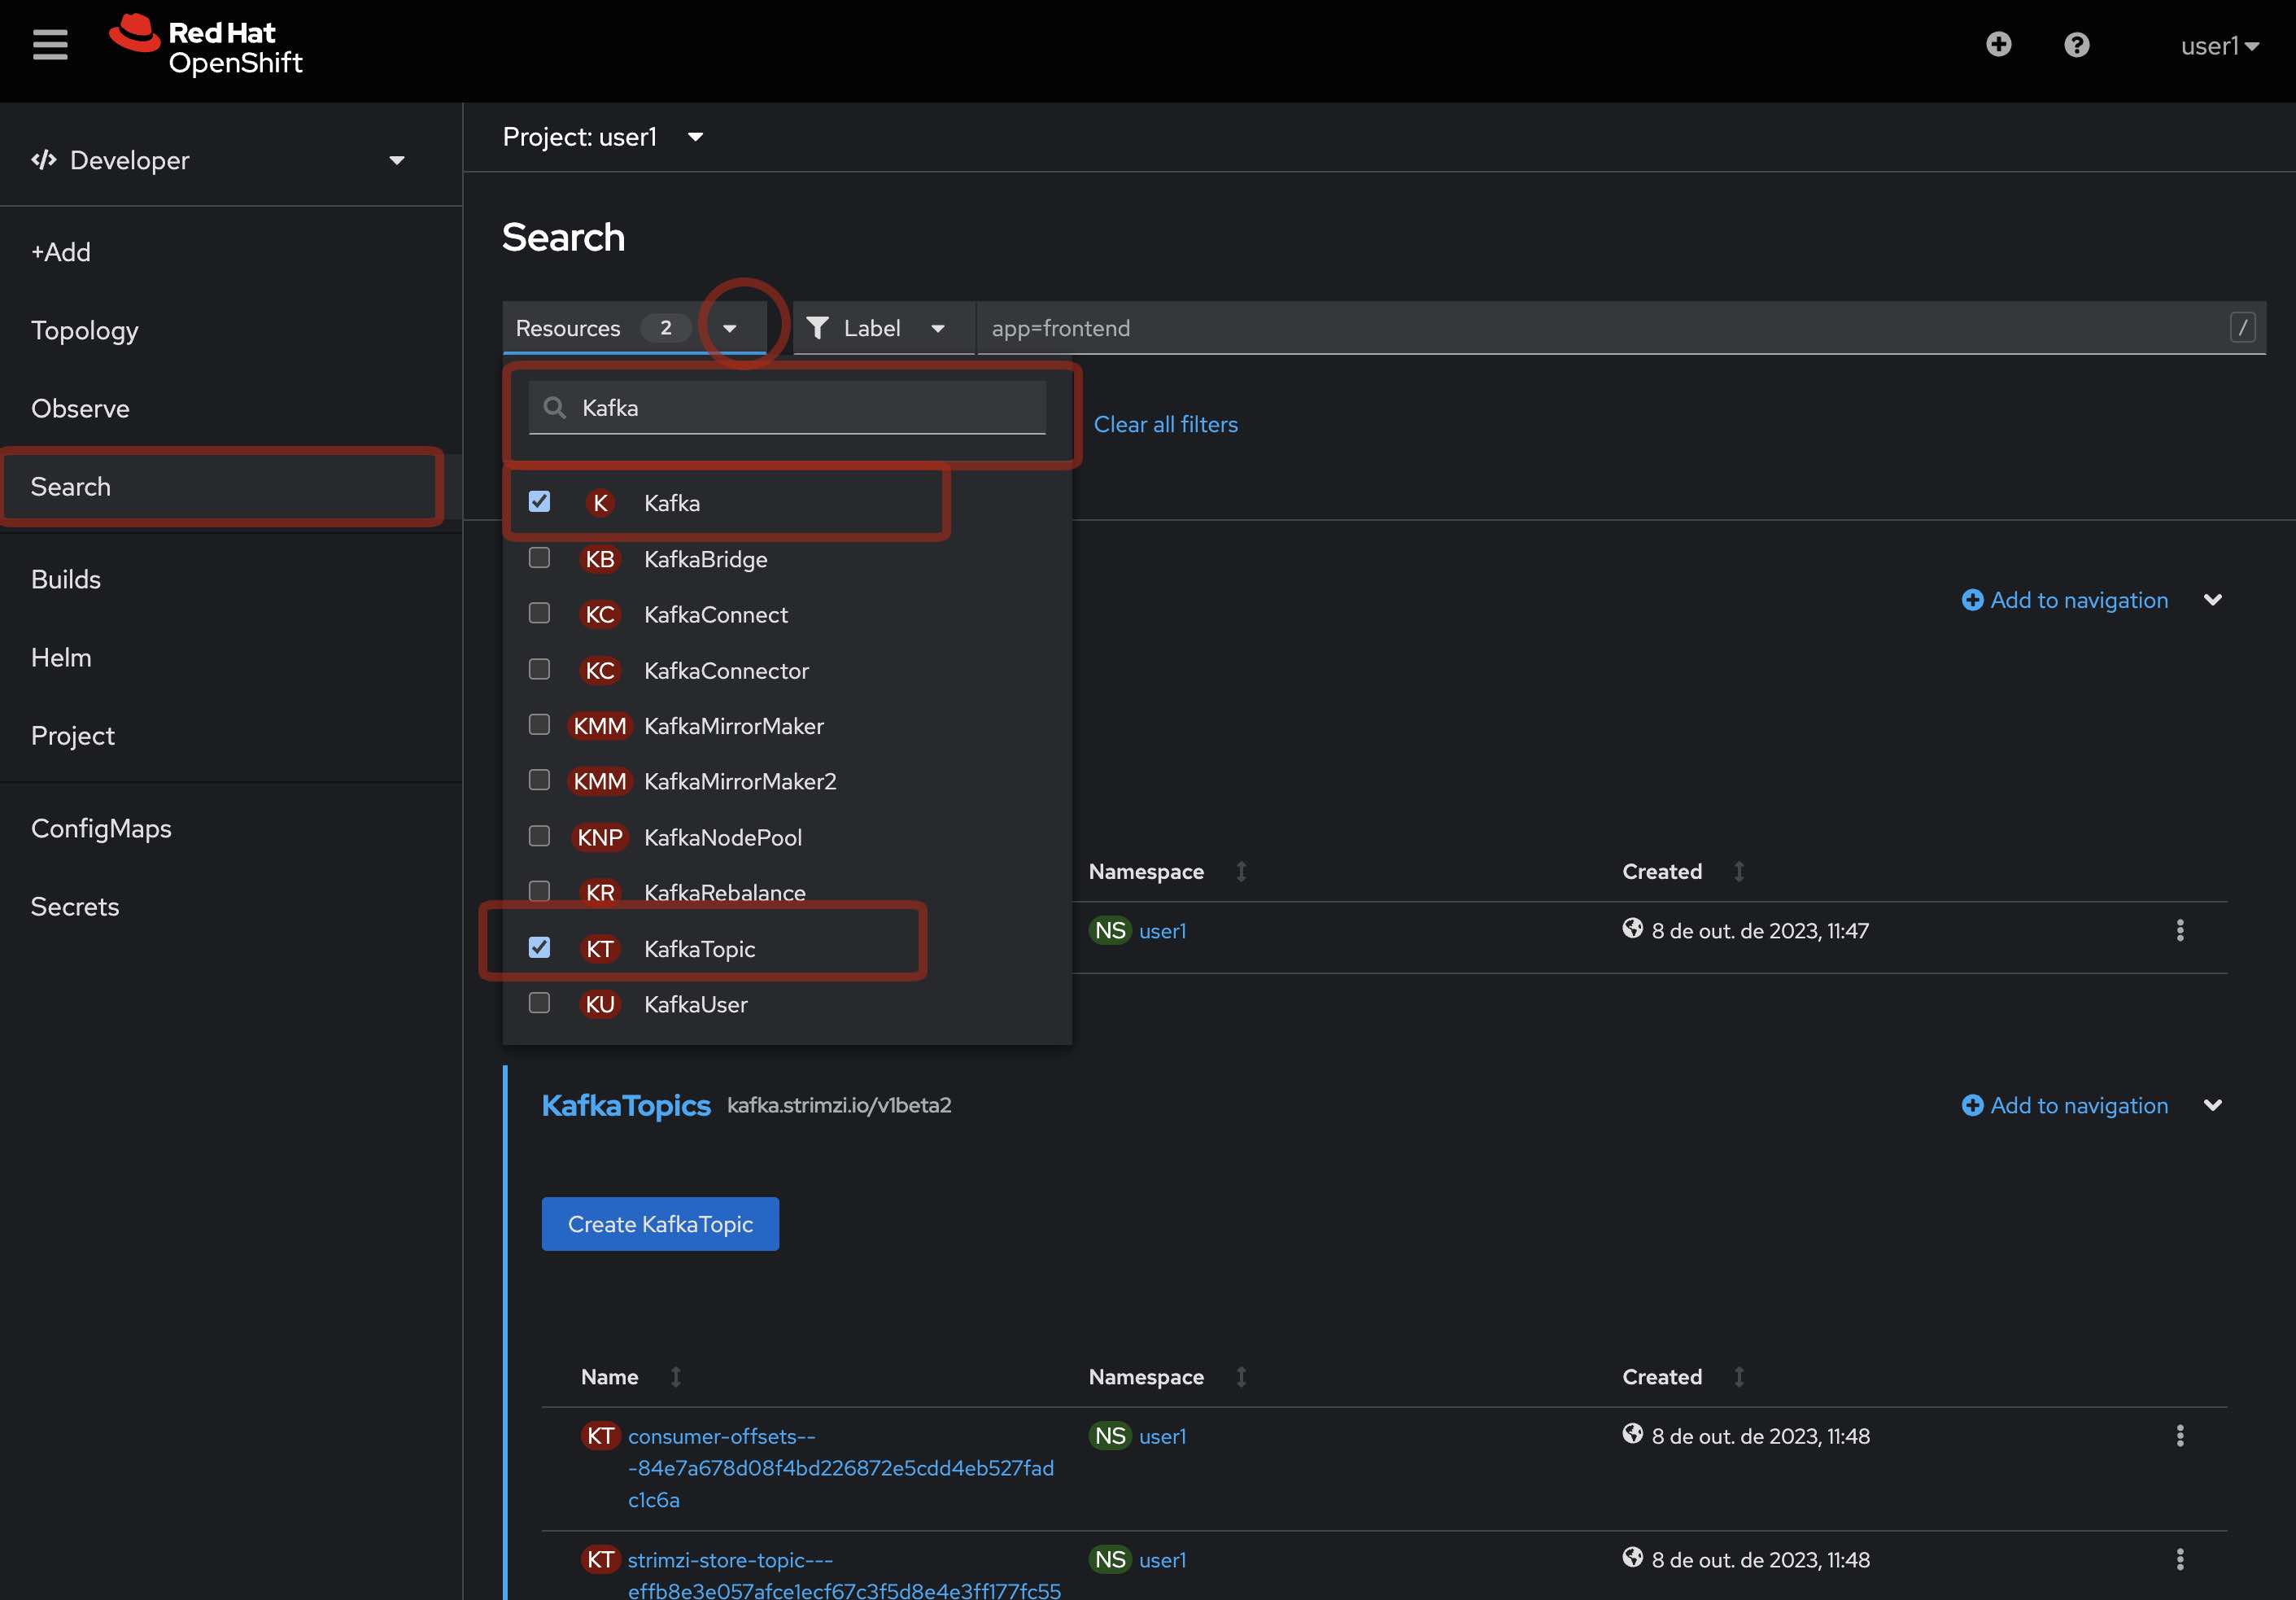 Red Hat
OpenShift
user1
Developer
+Add
Topology
Observe
Search
Builds
Helm
Project
ConfigMaps
Secrets
Project: user1
Search
Resources 2
Label
app=frontend
/
Kafka
Clear all filters
K Kafka
KB KafkaBridge
KC KafkaConnect
KC KafkaConnector
KMM KafkaMirrorMaker
KMM KafkaMirrorMaker2
KNP KafkaNodePool
KR KafkaRebalance
KT KafkaTopic
KU KafkaUser
Add to navigation
Namespace Created
NS user1 8 de out. de 2023, 11:47
KafkaTopics kafka.strimzi.io/v1beta2
Add to navigation
Create KafkaTopic
Name Namespace Created
KT consumer-offsets-- NS user1 8 de out. de 2023, 11:48
-84e7a678d08f4bd226872e5cdd4eb527fad
c1c6a
KT strimzi-store-topic--- NS user1 8 de out. de 2023, 11:48
effb8e3e057afce1ecf67c3f5d8e4e3ff177fc55